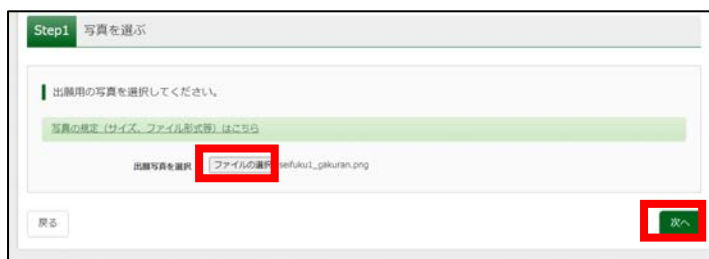 Step1 写真を選ぶ
出願用の写真を選択してください。
写真の規定（サイズ、ファイル形式等）はこちら
出願写真を選択 ファイルの選択 seifuku1_gakuran.png
戻る 次へ